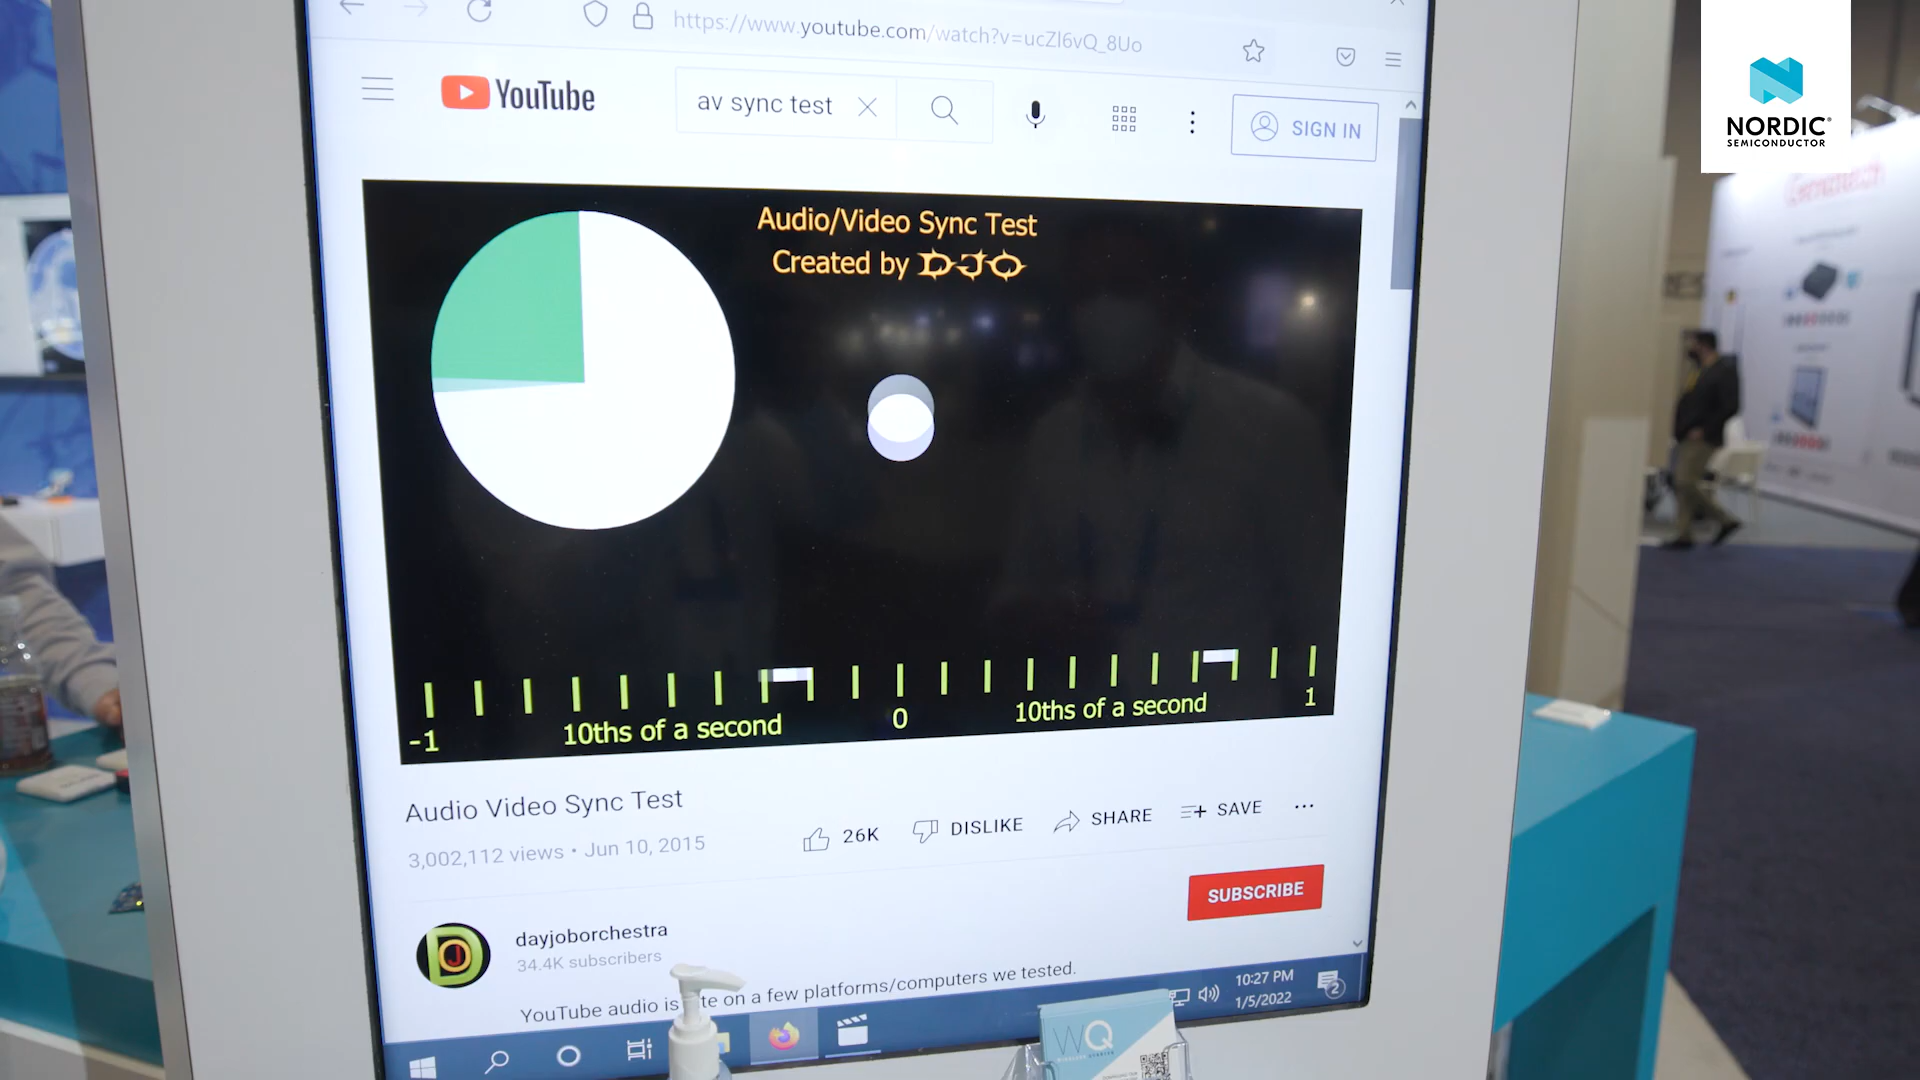 https://www.youtube.com/watch?v=ucZl6vQ_8Uo
YouTube
av sync test
SIGN IN
NORDIC®
SEMICONDUCTOR
Audio/Video Sync Test
Created by DJO
-1
10ths of a second
0
10ths of a second
1
Audio Video Sync Test
3,002,112 views • Jun 10, 2015
26K
DISLIKE
SHARE
SAVE
SUBSCRIBE
dayjoborchestra
34.4K subscribers
YouTube audio is on a few platforms/computers we tested.
10:27 PM
1/5/2022
2
WQ